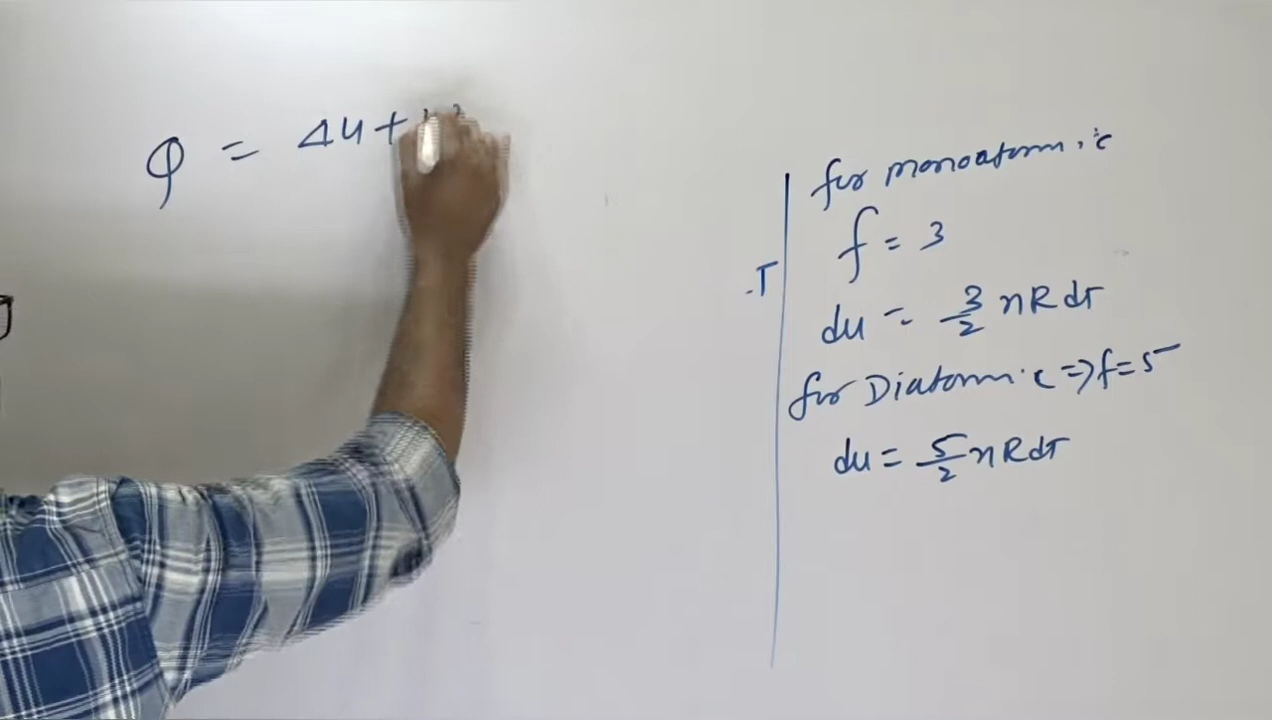 φ = Δu +
.T
for monoatomic
f = 3
du = 3/2 nRdT
for Diatomic => f=5
du = 5/2 nRdT